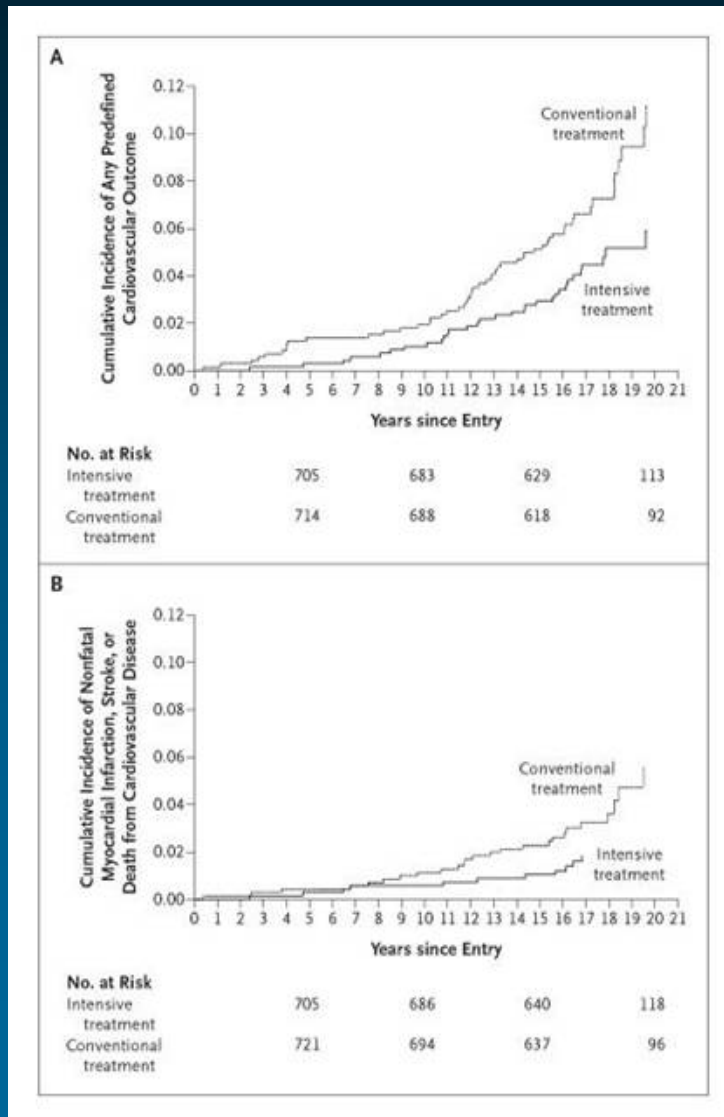 A
Cumulative Incidence of Any Predefined
Cardiovascular Outcome
0.12
0.10
0.08
0.06
0.04
0.02
0.00
Conventional
treatment
Intensive
treatment
0 1 2 3 4 5 6 7 8 9 10 11 12 13 14 15 16 17 18 19 20 21
Years since Entry
No. at Risk
Intensive treatment 705 683 629 113
Conventional treatment 714 688 618 92
B
Cumulative Incidence of Nonfatal
Myocardial Infarction, Stroke, or
Death from Cardiovascular Disease
0.12
0.10
0.08
0.06
0.04
0.02
0.00
Conventional
treatment
Intensive
treatment
0 1 2 3 4 5 6 7 8 9 10 11 12 13 14 15 16 17 18 19 20 21
Years since Entry
No. at Risk
Intensive treatment 705 686 640 118
Conventional treatment 721 694 637 96